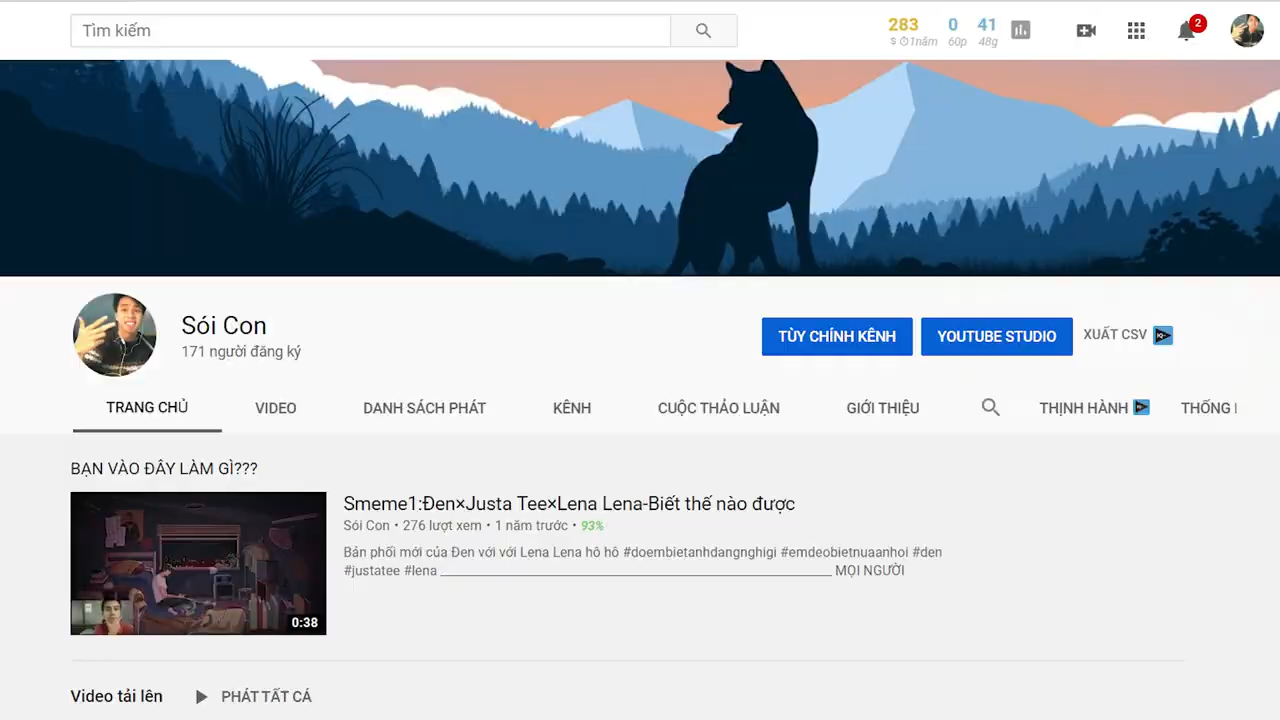 Tìm kiếm
283 0 41
$ 1năm 60p 48g
2
Sói Con
171 người đăng ký
TÙY CHỈNH KÊNH
YOUTUBE STUDIO
XUẤT CSV
TRANG CHỦ
VIDEO
DANH SÁCH PHÁT
KÊNH
CUỘC THẢO LUẬN
GIỚI THIỆU
THỊNH HÀNH
THỐNG
BẠN VÀO ĐÂY LÀM GÌ???
Smeme1:Đen×Justa Tee×Lena Lena-Biết thế nào được
Sói Con • 276 lượt xem • 1 năm trước • 93%
Bản phối mới của Đen với với Lena Lena hô hô #doembietanhdangnghigi #emdeobietnuaanhoi #den
#justatee #lena ________________________________________________ MỌI NGƯỜI
0:38
Video tải lên
PHÁT TẤT CẢ